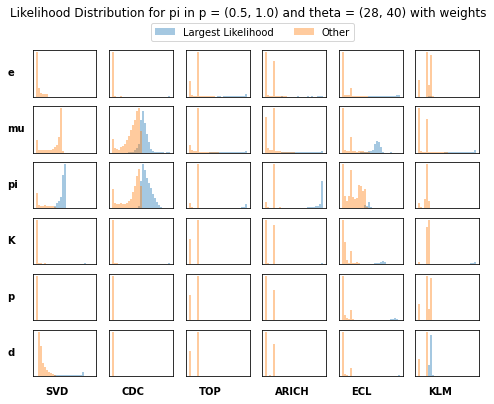 Likelihood Distribution for pi in p = (0.5, 1.0) and theta = (28, 40) with weights
Largest Likelihood Other
e
mu
pi
K
p
d
SVD CDC TOP ARICH ECL KLM